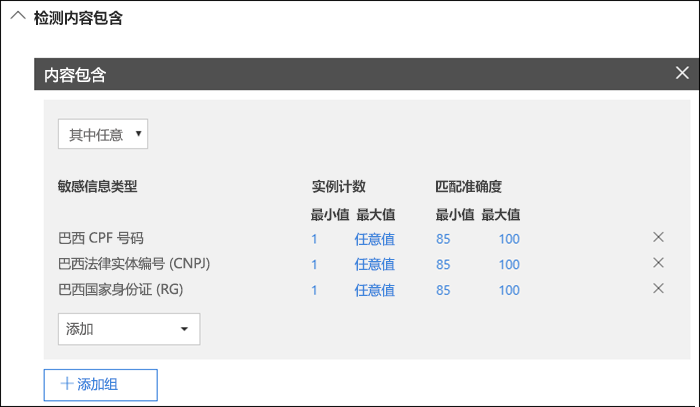 检测内容包含
内容包含
其中任意
敏感信息类型 实例计数 匹配准确度
最小值 最大值 最小值 最大值
巴西 CPF 号码 1 任意值 85 100
巴西法律实体编号 (CNPJ) 1 任意值 85 100
巴西国家身份证 (RG) 1 任意值 85 100
添加
添加组